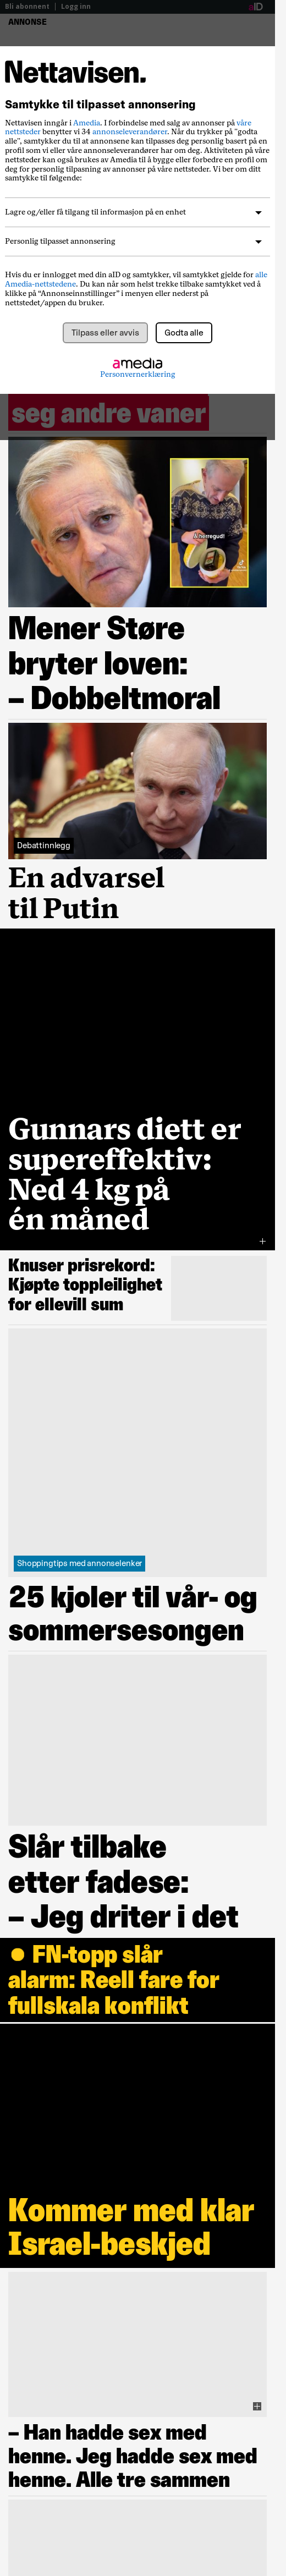 Bli abonnent | Logg inn
aID
ANNONSE
Nettavisen.
Samtykke til tilpasset annonsering
Nettavisen inngår i Amedia. I forbindelse med salg av annonser på våre
nettsteder benytter vi 34 annonseleverandører. Når du trykker på "godta
alle", samtykker du til at annonsene kan tilpasses deg personlig basert på en
profil som vi eller våre annonseleverandører har om deg. Aktiviteten på våre
nettsteder kan også brukes av Amedia til å bygge eller forbedre en profil om
deg for personlig tilpasning av annonser på våre nettsteder. Vi ber om ditt
samtykke til følgende:
Lagre og/eller få tilgang til informasjon på en enhet
Personlig tilpasset annonsering
Hvis du er innlogget med din aID og samtykker, vil samtykket gjelde for alle
Amedia-nettstedene. Du kan når som helst trekke tilbake samtykket ved å
klikke på “Annonseinnstillinger” i menyen eller nederst på
nettstedet/appen du bruker.
Tilpass eller avvis
Godta alle
amedia
Personvernerklæring
seg andre vaner
Å herregud!
Mener Støre
bryter loven:
– Dobbeltmoral
Debattinnlegg
En advarsel
til Putin
Gunnars diett er
supereffektiv:
Ned 4 kg på
én måned
Knuser prisrekord:
Kjøpte toppleilighet
for ellevill sum
Shoppingtips med annonselenker
25 kjoler til vår- og
sommersesongen
Slår tilbake
etter fadese:
– Jeg driter i det
FN-topp slår
alarm: Reell fare for
fullskala konflikt
Kommer med klar
Israel-beskjed
– Han hadde sex med
henne. Jeg hadde sex med
henne. Alle tre sammen